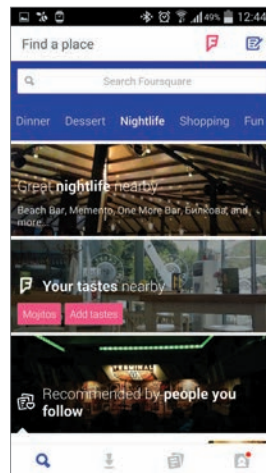 49% 12:44
Find a place
Search Foursquare
Dinner Dessert Nightlife Shopping Fun
Great nightlife nearby
Beach Bar, Memento, One More Bar, Билкова, and
more
Your tastes nearby
Mojitos Add tastes
TERMINAL
Recommended by people you
follow